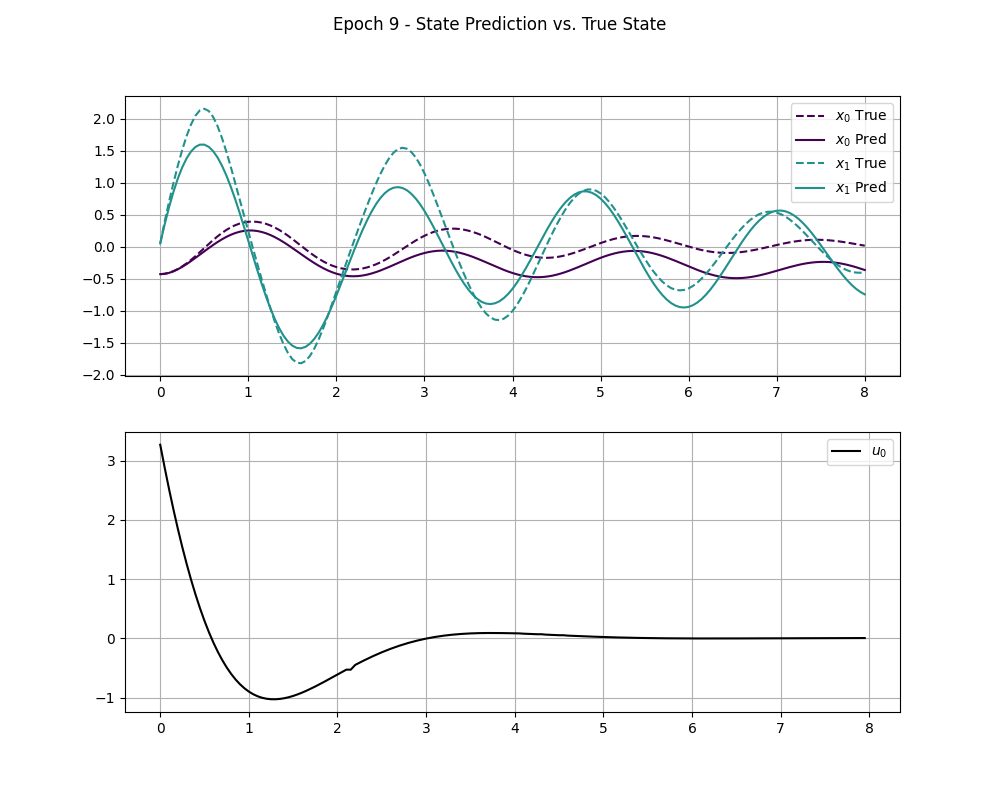 Epoch 9 - State Prediction vs. True State
2.0
1.5
1.0
0.5
0.0
−0.5
−1.0
−1.5
−2.0
x₀ True
x₀ Pred
x₁ True
x₁ Pred
0 1 2 3 4 5 6 7 8
3
2
1
0
−1
u₀
0 1 2 3 4 5 6 7 8